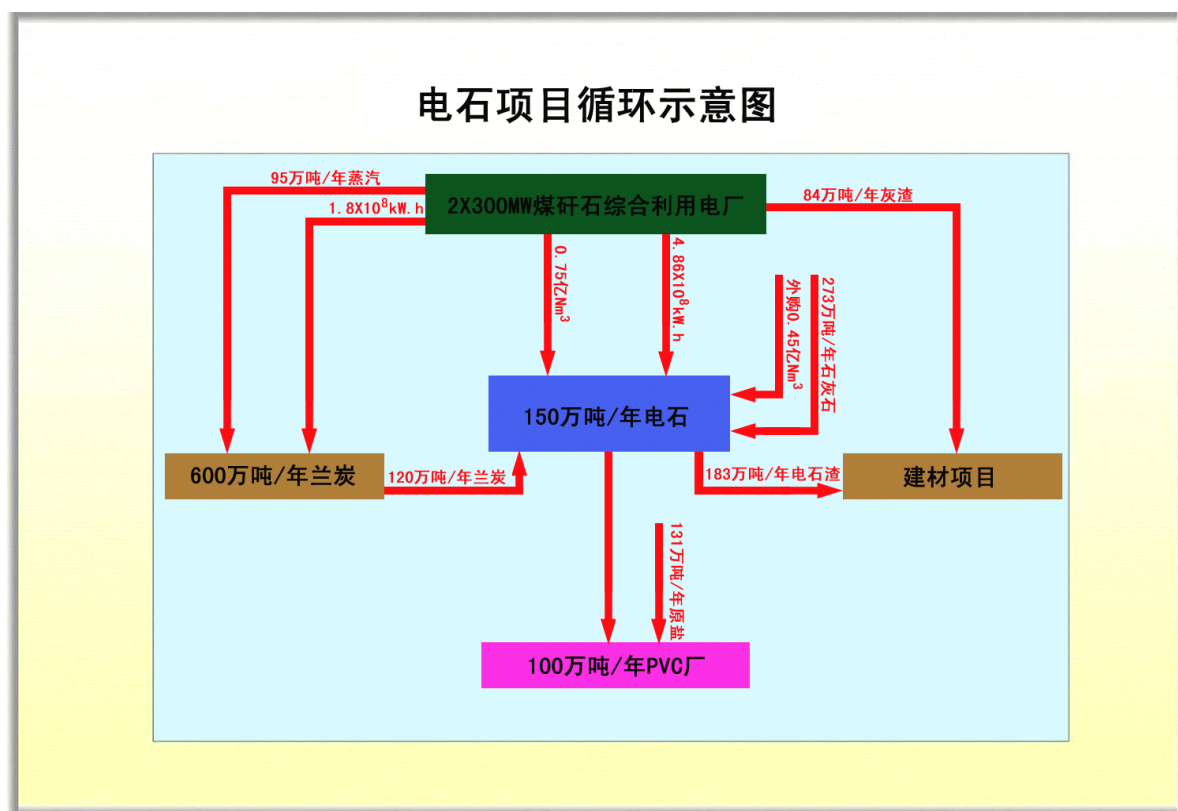 电石项目循环示意图
95万吨/年蒸汽
1.8X10⁸kW.h
2X300MW煤矸石综合利用电厂
84万吨/年灰渣
0.75亿Nm³
4.86X10⁸kW.h
外购0.45亿Nm³
273万吨/年石灰石
150万吨/年电石
600万吨/年兰炭
120万吨/年兰炭
183万吨/年电石渣
建材项目
131万吨/年原盐
100万吨/年PVC厂